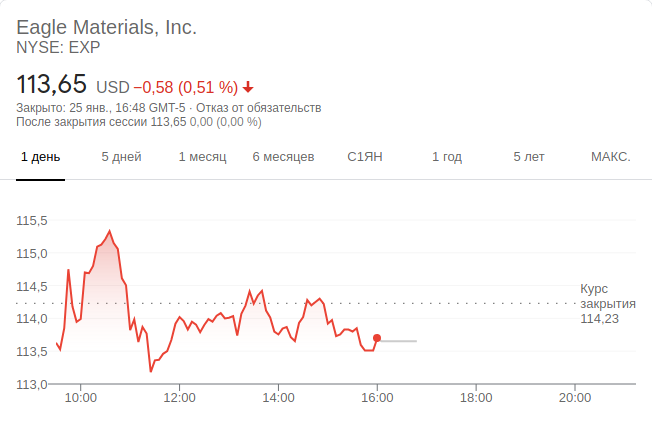 Eagle Materials, Inc.
NYSE: EXP
113,65 USD −0,58 (0,51 %)
Закрыто: 25 янв., 16:48 GMT-5 · Отказ от обязательств
После закрытия сессии 113,65 0,00 (0,00 %)
1 день 5 дней 1 месяц 6 месяцев С1ЯН 1 год 5 лет МАКС.
115,5
115,0
114,5
114,0
113,5
113,0
Курс
закрытия
114,23
10:00 12:00 14:00 16:00 18:00 20:00